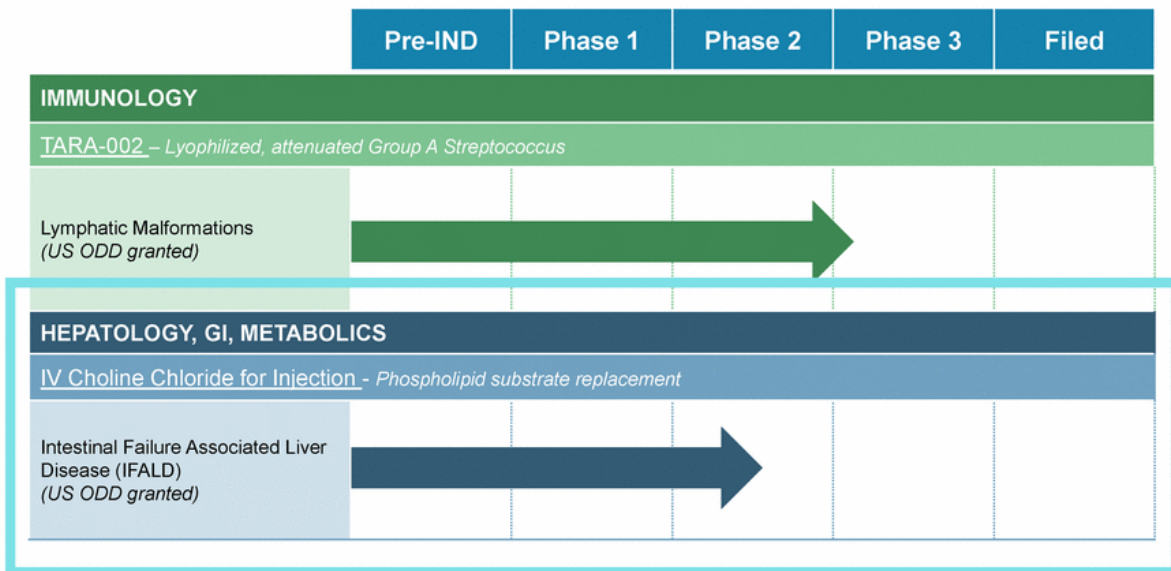 Pre-IND Phase 1 Phase 2 Phase 3 Filed
IMMUNOLOGY
TARA-002 – Lyophilized, attenuated Group A Streptococcus
Lymphatic Malformations
(US ODD granted)
HEPATOLOGY, GI, METABOLICS
IV Choline Chloride for Injection - Phospholipid substrate replacement
Intestinal Failure Associated Liver
Disease (IFALD)
(US ODD granted)